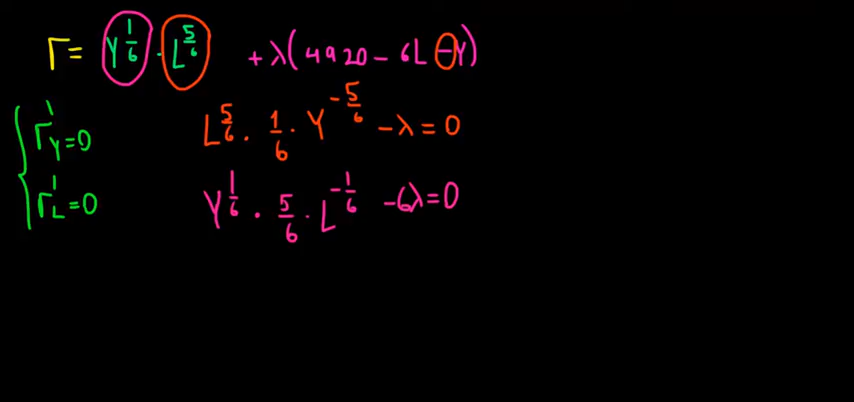 Γ = Y^{1/6} · L^{5/6} + λ(4920 − 6L − Y)
Γ'_Y = 0    L^{5/6} · 1/6 · Y^{−5/6} − λ = 0
Γ'_L = 0    Y^{1/6} · 5/6 · L^{−1/6} − 6λ = 0